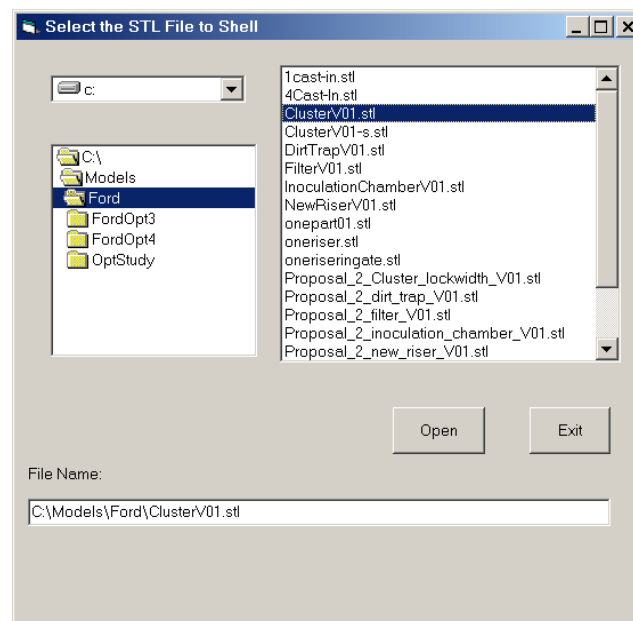 Select the STL File to Shell
c:
C:\
Models
Ford
FordOpt3
FordOpt4
OptStudy
1cast-in.stl
4Cast-In.stl
ClusterV01.stl
ClusterV01-s.stl
DirtTrapV01.stl
FilterV01.stl
InoculationChamberV01.stl
NewRiserV01.stl
onepart01.stl
oneriser.stl
oneriseringate.stl
Proposal_2_Cluster_lockwidth_V01.stl
Proposal_2_dirt_trap_V01.stl
Proposal_2_filter_V01.stl
Proposal_2_inoculation_chamber_V01.stl
Proposal_2_new_riser_V01.stl
Open
Exit
File Name:
C:\Models\Ford\ClusterV01.stl